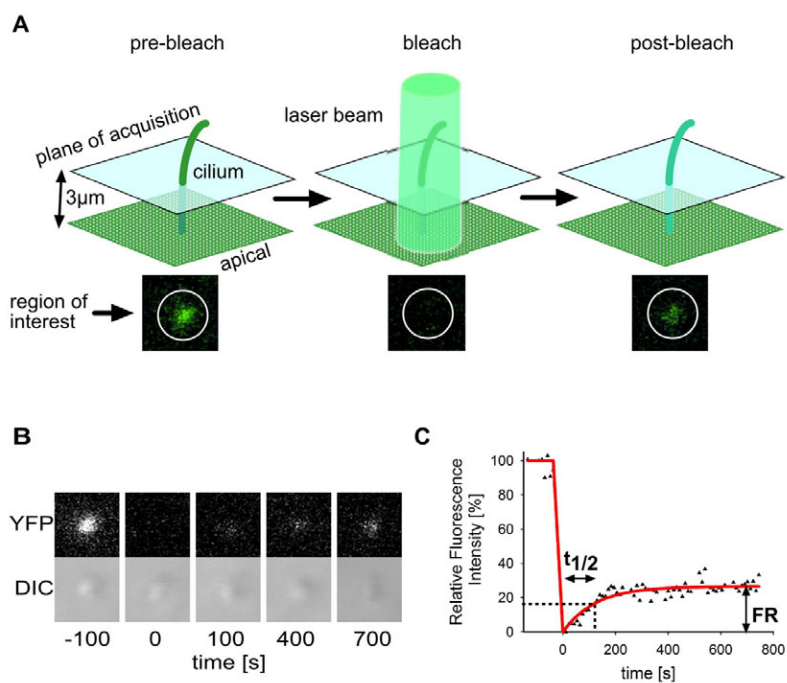 A
pre-bleach
bleach
post-bleach
plane of acquisition
laser beam
cilium
3μm
apical
region of
interest
B
YFP
DIC
-100 0 100 400 700
time [s]
C
Relative Fluorescence
Intensity [%]
100
80
60
40
20
0
t1/2
FR
0 200 400 600 800
time [s]